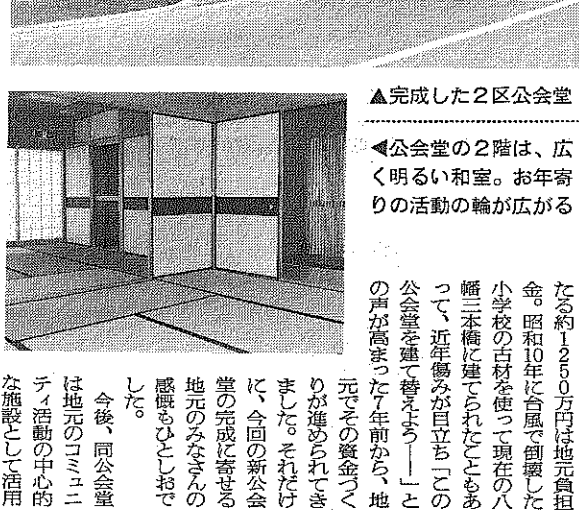 ▲完成した2区公会堂
◀公会堂の2階は、広
く明るい和室。お年寄
りの活動の輪が広がる
たる約1250万円は地元負担
金。昭和10年に台風で倒壊した
小学校の古材を使って現在の八
幡三本橋に建てられたこともあ
って、近年傷みが目立ち「この
公会堂を建て替えよう――」と
の声が高まった7年前から、地
元でその資金づく
りが進められてき
ました。それだけ
に、今回の新公会
堂の完成に寄せる
地元のみなさんの
感慨もひとしおで
した。
今後、同公会堂
は地元のコミュニ
ティ活動の中心的
な施設として活用